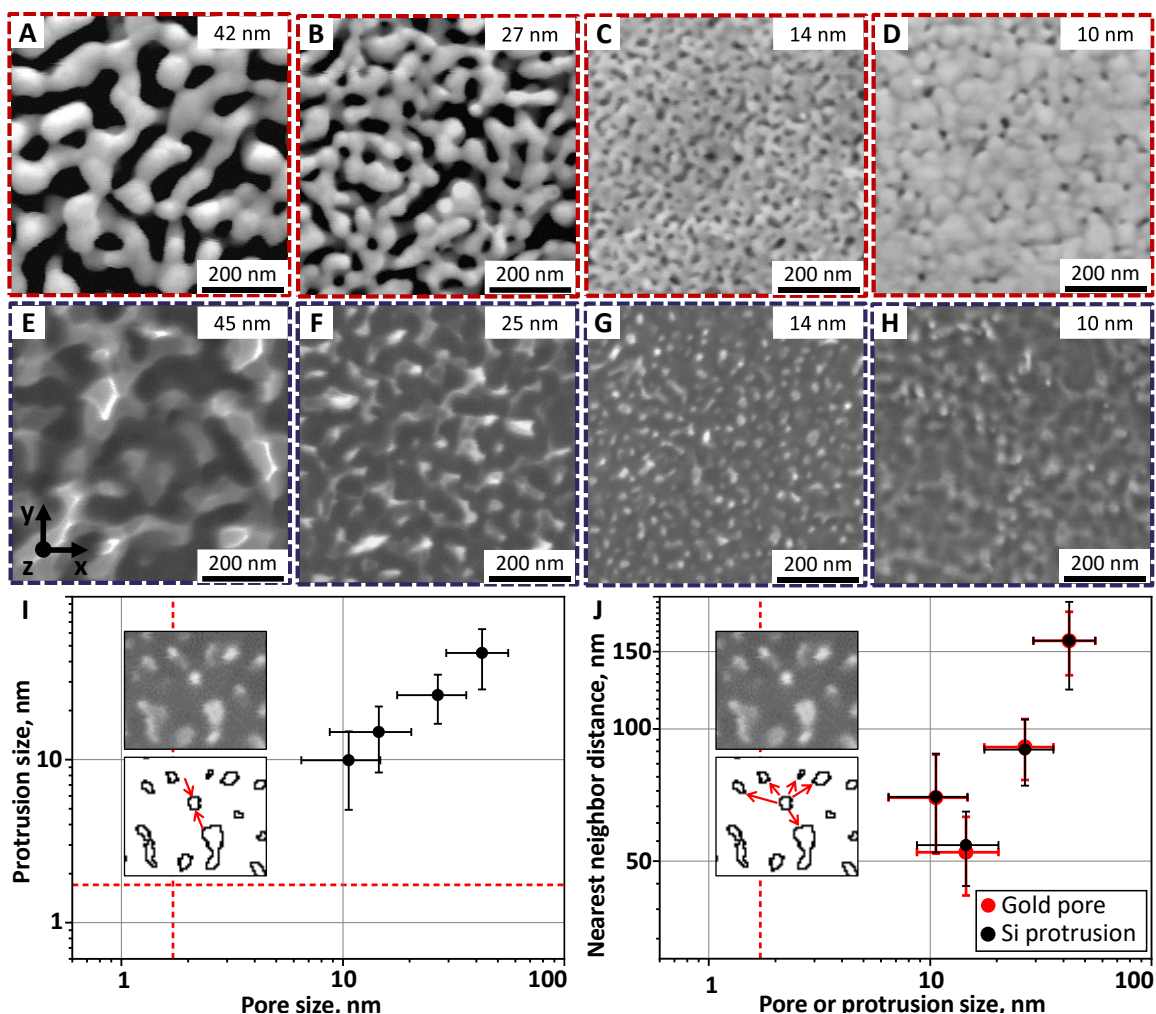 A 42 nm
B 27 nm
C 14 nm
D 10 nm
200 nm
200 nm
200 nm
200 nm
E 45 nm
F 25 nm
G 14 nm
H 10 nm
y
z x
200 nm
200 nm
200 nm
200 nm
I
Protrusion size, nm
10
1
1 10 100
Pore size, nm
J
Nearest neighbor distance, nm
150
100
50
Gold pore
Si protrusion
1 10 100
Pore or protrusion size, nm